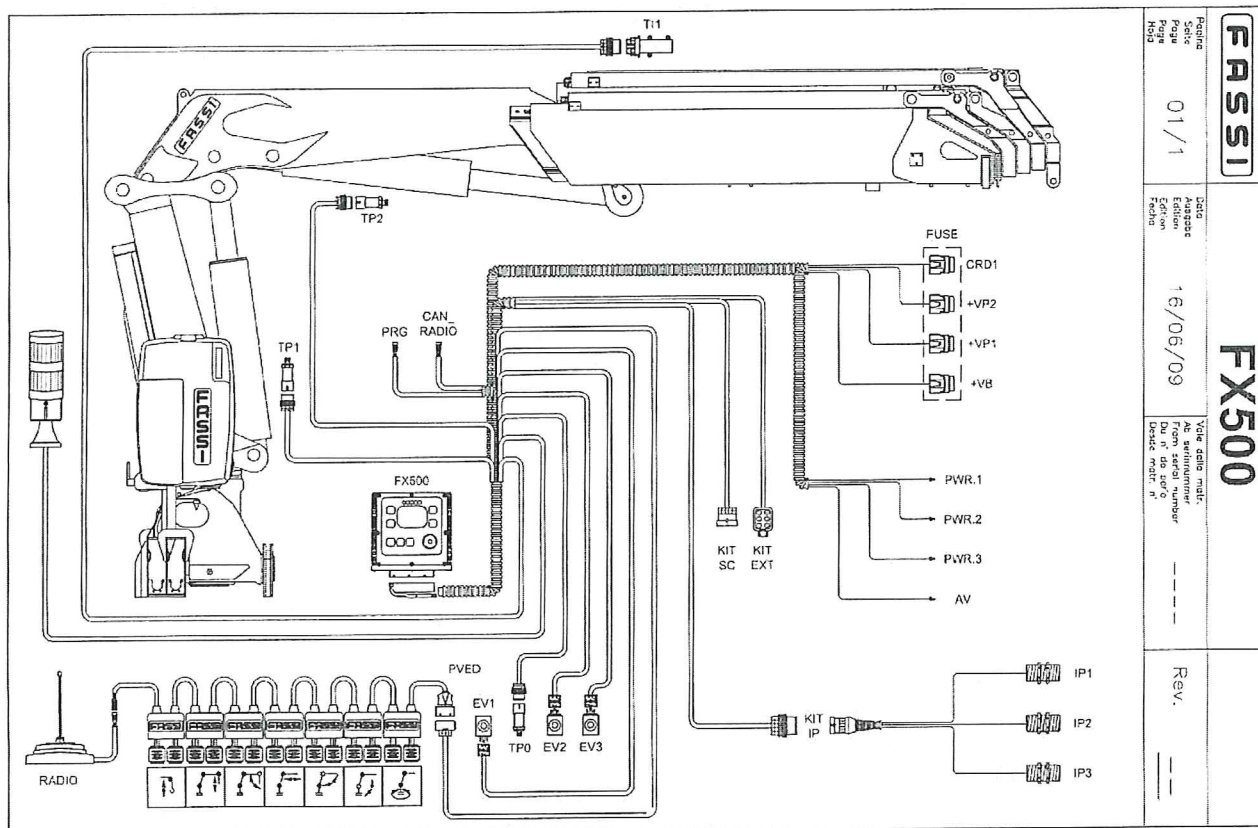 FASSI
FX500
Pagina
Seite
Page
Page
Hoja
01/1
Data
Ausgabe
Edition
Edition
Fecha
16/06/09
Vale dalla matr.
Ab seriennummer
From serial number
Du n° de serie
Desde matr. n°
----
Rev.
--
TI1
FASSI
TP2
FUSE
CRD1
+VP2
+VP1
+VB
CAN_
RADIO
PRG
TP1
FASSI
FX500
PWR.1
PWR.2
PWR.3
AV
KIT
SC
KIT
EXT
PVED
EV1
TP0
EV2
EV3
KIT
IP
IP1
IP2
IP3
RADIO
FASSI
FASSI
FASSI
FASSI
FASSI
FASSI
FASSI